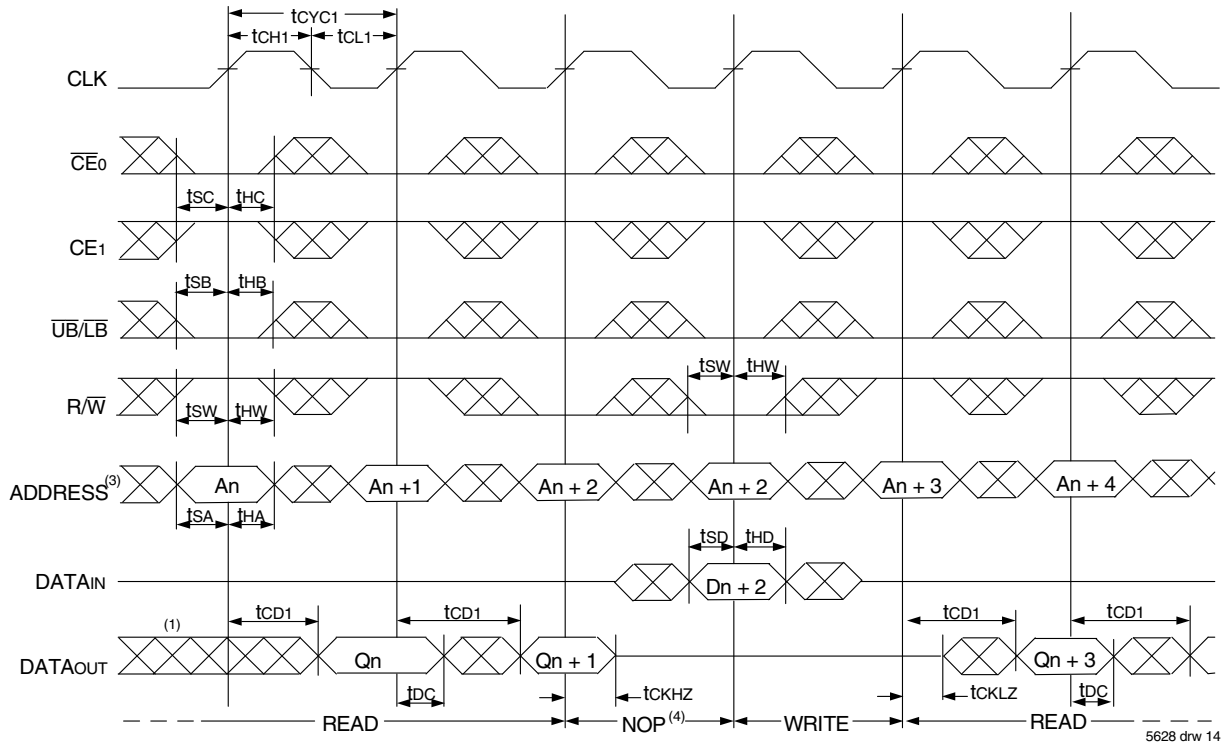 tCYC1
tCH1 tCL1
CLK
CE0
tSC tHC
CE1
tSB tHB
UB/LB
tSW tHW
R/W
tSW tHW
ADDRESS(3) An An +1 An + 2 An + 2 An + 3 An + 4
tSA tHA
tSD tHD
DATAIN Dn + 2
(1) tCD1 tCD1 tCD1 tCD1
DATAOUT Qn Qn + 1 Qn + 3
tDC tCKHZ tCKLZ tDC
READ NOP(4) WRITE READ
5628 drw 14